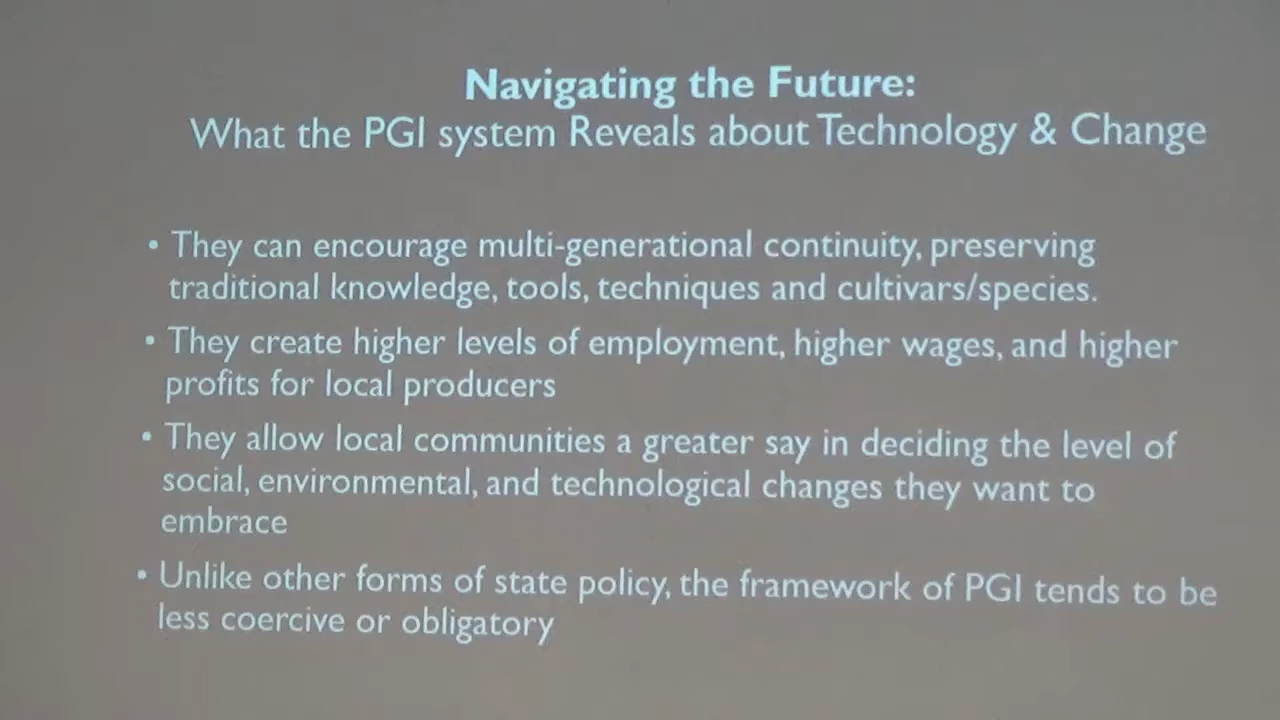 Navigating the Future:
What the PGI system Reveals about Technology & Change
• They can encourage multi-generational continuity, preserving
traditional knowledge, tools, techniques and cultivars/species.
• They create higher levels of employment, higher wages, and higher
profits for local producers
• They allow local communities a greater say in deciding the level of
social, environmental, and technological changes they want to
embrace
• Unlike other forms of state policy, the framework of PGI tends to be
less coercive or obligatory